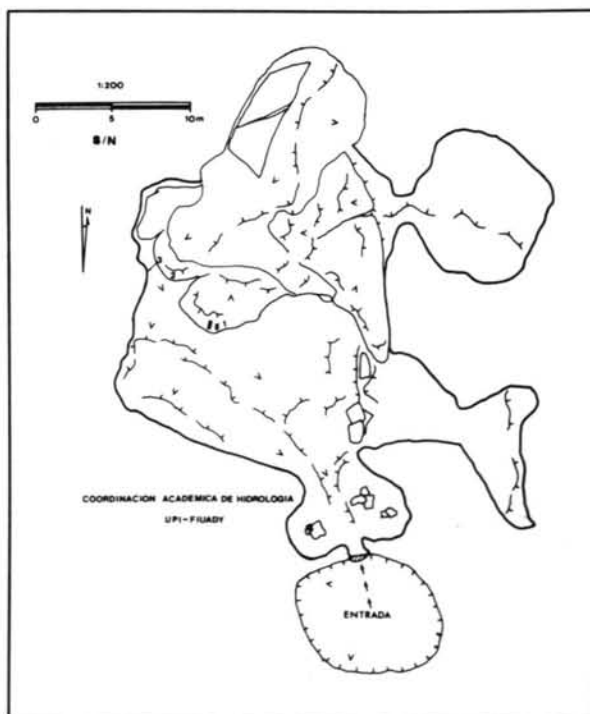 1:200
0 5 10m
S/N
N
COORDINACION ACADEMICA DE HIDROLOGIA
UPI-FIUADY
ENTRADA